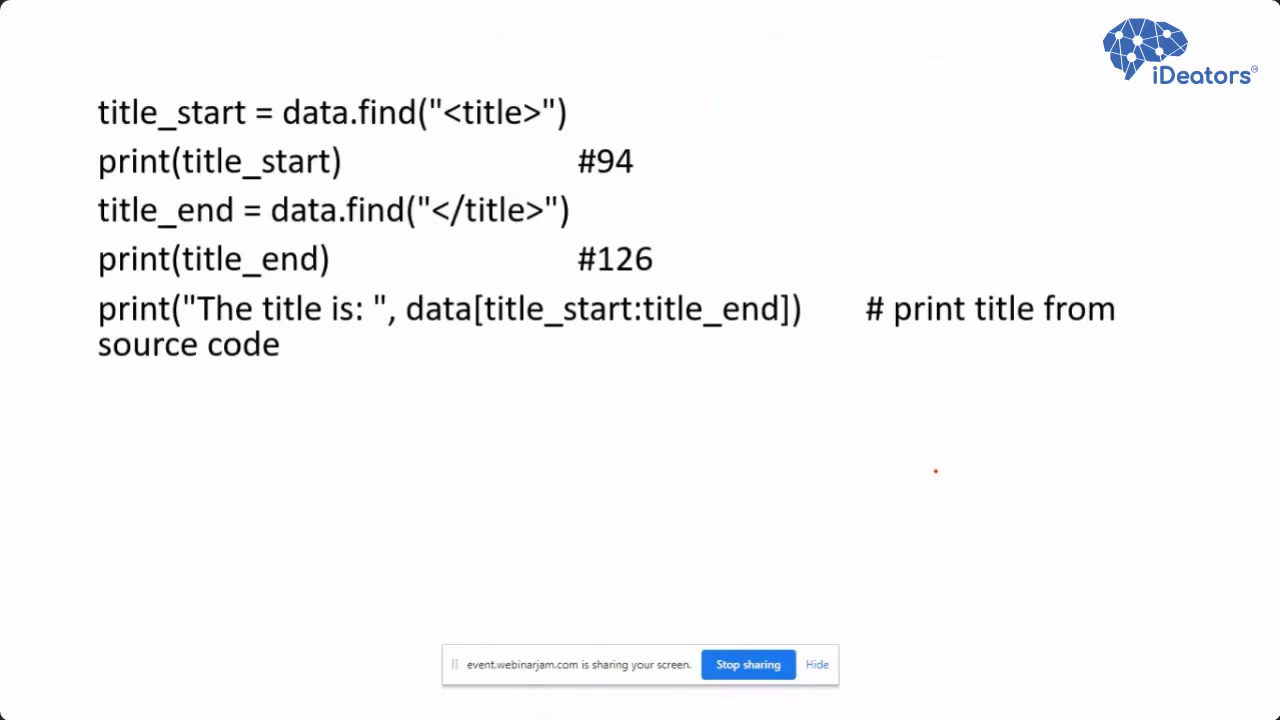 iDeators
title_start = data.find("<title>")
print(title_start) #94
title_end = data.find("</title>")
print(title_end) #126
print("The title is: ", data[title_start:title_end]) # print title from
source code
event.webinarjam.com is sharing your screen. Stop sharing Hide